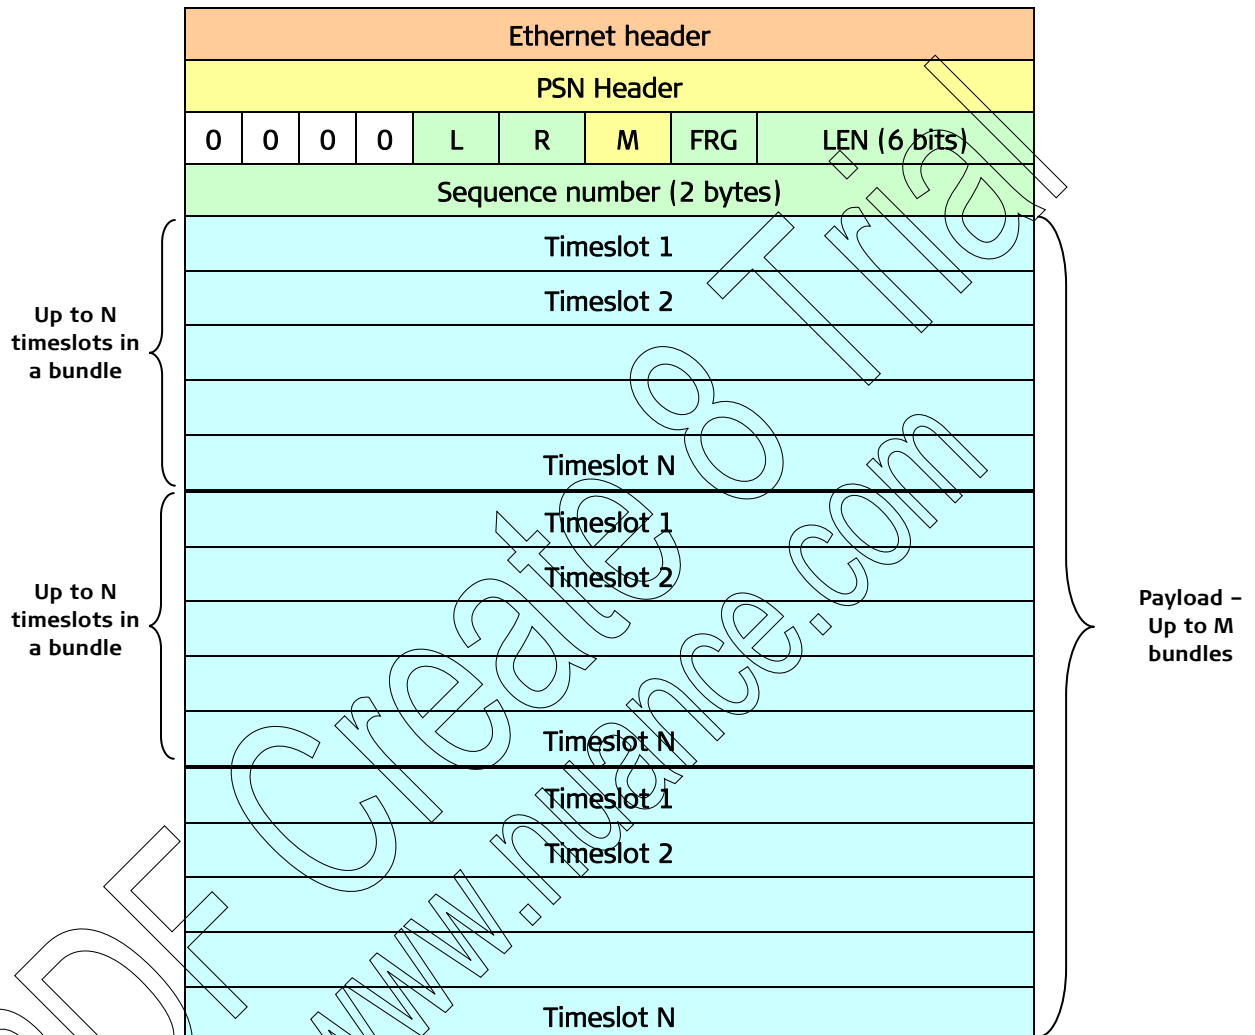 Ethernet header
PSN Header
0 0 0 0 L R M FRG LEN (6 bits)
Sequence number (2 bytes)
Timeslot 1
Timeslot 2
Timeslot N
Up to N
timeslots in
a bundle
Timeslot 1
Timeslot 2
Timeslot N
Up to N
timeslots in
a bundle
Timeslot 1
Timeslot 2
Timeslot N
Payload –
Up to M
bundles
PDF Create 8 Trial
www.nuance.com